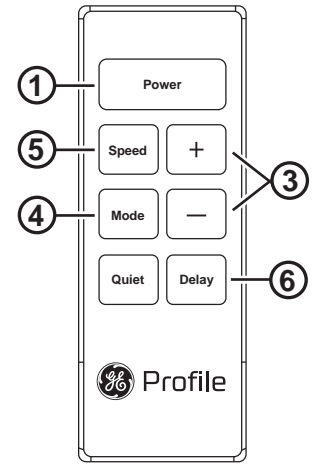 1
Power
5
Speed +
3
4
Mode —
Quiet Delay
6
GE Profile